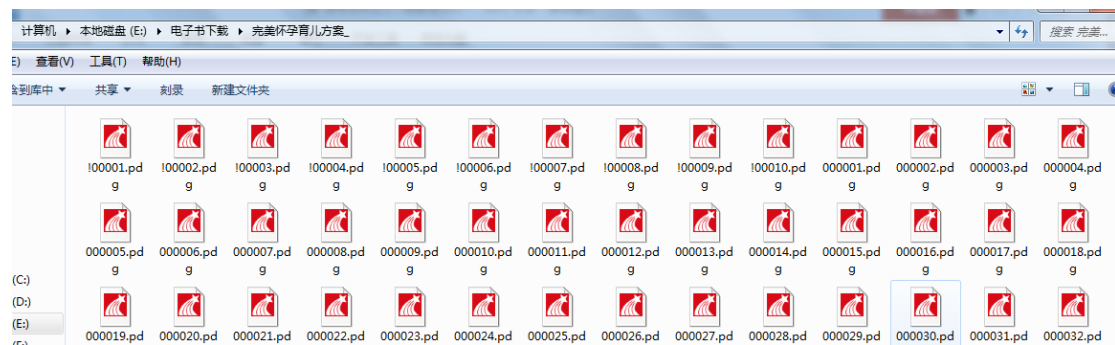 计算机 ▸ 本地磁盘 (E:) ▸ 电子书下载 ▸ 完美怀孕育儿方案_ 搜索 完美...
查看(V) 工具(T) 帮助(H)
到库中 共享 刻录 新建文件夹
!00001.pdg !00002.pdg !00003.pdg !00004.pdg !00005.pdg !00006.pdg !00007.pdg !00008.pdg !00009.pdg !00010.pdg 000001.pdg 000002.pdg 000003.pdg 000004.pdg
000005.pdg 000006.pdg 000007.pdg 000008.pdg 000009.pdg 000010.pdg 000011.pdg 000012.pdg 000013.pdg 000014.pdg 000015.pdg 000016.pdg 000017.pdg 000018.pdg
(C:)
(D:)
(E:)
000019.pd 000020.pd 000021.pd 000022.pd 000023.pd 000024.pd 000025.pd 000026.pd 000027.pd 000028.pd 000029.pd 000030.pd 000031.pd 000032.pd